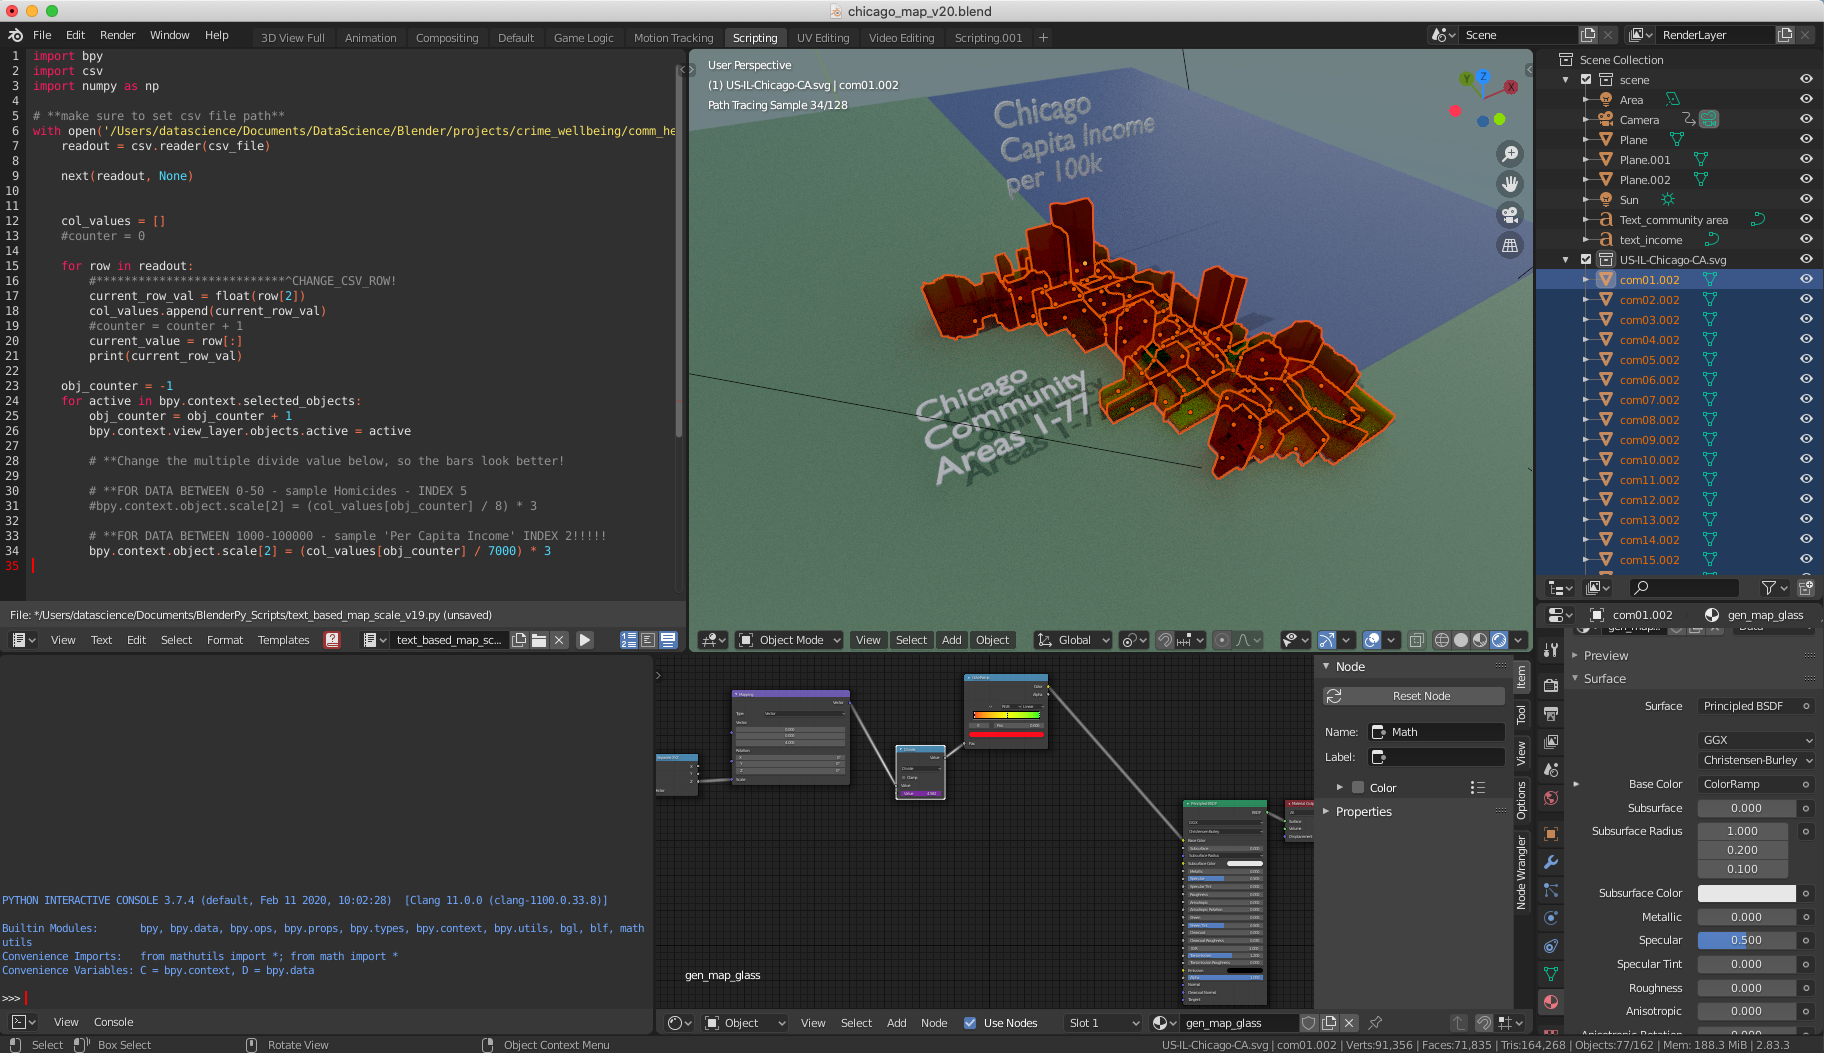 chicago_map_v20.blend
File Edit Render Window Help
3D View Full Animation Compositing Default Game Logic Motion Tracking Scripting UV Editing Video Editing Scripting.001 +
Scene
RenderLayer
1 import bpy
2 import csv
3 import numpy as np
4
5 # **make sure to set csv file path**
6 with open('/Users/datascience/Documents/DataScience/Blender/projects/crime_wellbeing/comm_he
7 readout = csv.reader(csv_file)
8
9 next(readout, None)
10
11
12 col_values = []
13 #counter = 0
14
15 for row in readout:
16 #***************************^CHANGE_CSV_ROW!
17 current_row_val = float(row[2])
18 col_values.append(current_row_val)
19 #counter = counter + 1
20 current_value = row[:]
21 print(current_row_val)
22
23 obj_counter = -1
24 for active in bpy.context.selected_objects:
25 obj_counter = obj_counter + 1
26 bpy.context.view_layer.objects.active = active
27
28 # **Change the multiple divide value below, so the bars look better!
29
30 # **FOR DATA BETWEEN 0-50 - sample Homicides - INDEX 5
31 #bpy.context.object.scale[2] = (col_values[obj_counter] / 8) * 3
32
33 # **FOR DATA BETWEEN 1000-100000 - sample 'Per Capita Income' INDEX 2!!!!!
34 bpy.context.object.scale[2] = (col_values[obj_counter] / 7000) * 3
35
File: */Users/datascience/Documents/BlenderPy_Scripts/text_based_map_scale_v19.py (unsaved)
View Text Edit Select Format Templates text_based_map_sc...
User Perspective
(1) US-IL-Chicago-CA.svg | com01.002
Path Tracing Sample 34/128
Chicago
Capita Income
per 100k
Chicago
Community
Areas 1-77
Y Z X
Object Mode View Select Add Object Global
Scene Collection
scene
Area
Camera
Plane
Plane.001
Plane.002
Sun
Text_community area
text_income
US-IL-Chicago-CA.svg
com01.002
com02.002
com03.002
com04.002
com05.002
com06.002
com07.002
com08.002
com09.002
com10.002
com11.002
com12.002
com13.002
com14.002
com15.002
com01.002 gen_map_glass
Preview
Surface
Surface Principled BSDF
GGX
Christensen-Burley
Base Color ColorRamp
Subsurface 0.000
Subsurface Radius 1.000
0.200
0.100
Subsurface Color
Metallic 0.000
Specular 0.500
Specular Tint 0.000
Roughness 0.000
Anisotropic 0.000
PYTHON INTERACTIVE CONSOLE 3.7.4 (default, Feb 11 2020, 10:02:28) [Clang 11.0.0 (clang-1100.0.33.8)]
Builtin Modules: bpy, bpy.data, bpy.ops, bpy.props, bpy.types, bpy.context, bpy.utils, bgl, blf, math
utils
Convenience Imports: from mathutils import *; from math import *
Convenience Variables: C = bpy.context, D = bpy.data
>>>
View Console
Mapping
Vector
gen_map_glass
Node
Reset Node
Name: Math
Label:
Color
Properties
Item
Tool
View
Options
Node Wrangler
Object View Select Add Node Use Nodes Slot 1 gen_map_glass
Select Box Select Rotate View Object Context Menu
US-IL-Chicago-CA.svg | com01.002 | Verts:91,356 | Faces:71,835 | Tris:164,268 | Objects:77/162 | Mem: 188.3 MiB | 2.83.3